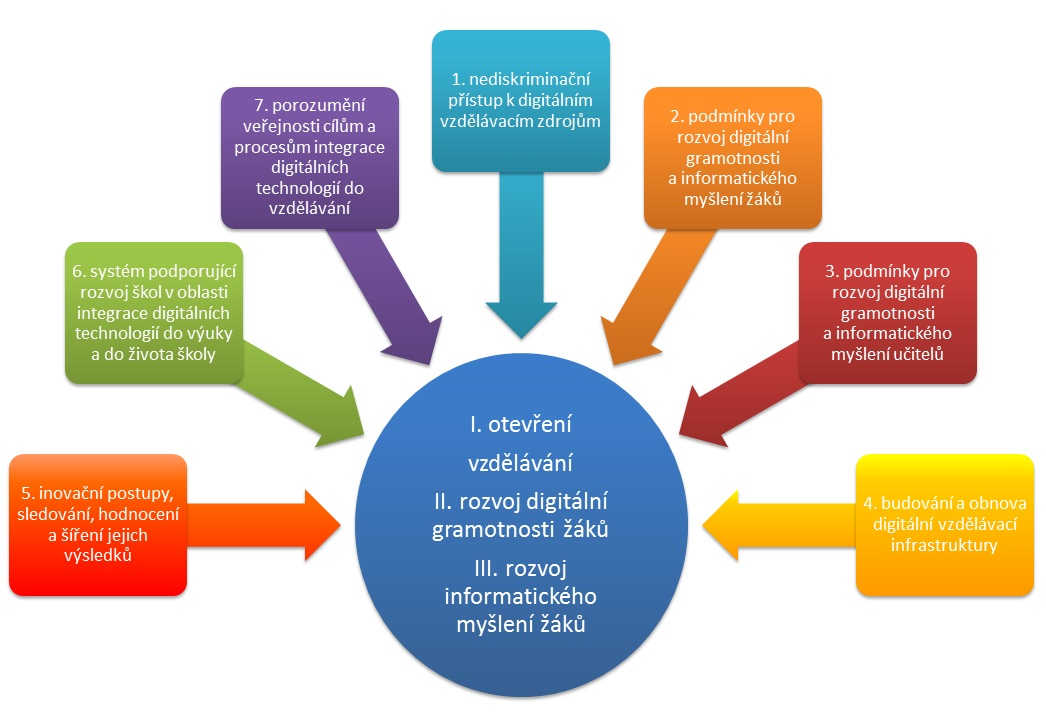 1. nediskriminační
přístup k digitálním
vzdělávacím zdrojům
2. podmínky pro
rozvoj digitální
gramotnosti
a informatického
myšlení žáků
3. podmínky pro
rozvoj digitální
gramotnosti
a informatického
myšlení učitelů
4. budování a obnova
digitální vzdělávací
infrastruktury
5. inovační postupy,
sledování, hodnocení
a šíření jejich
výsledků
6. systém podporující
rozvoj škol v oblasti
integrace digitálních
technologií do výuky
a do života školy
7. porozumění
veřejnosti cílům a
procesům integrace
digitálních
technologií do
vzdělávání
I. otevření
vzdělávání
II. rozvoj digitální
gramotnosti žáků
III. rozvoj
informatického
myšlení žáků